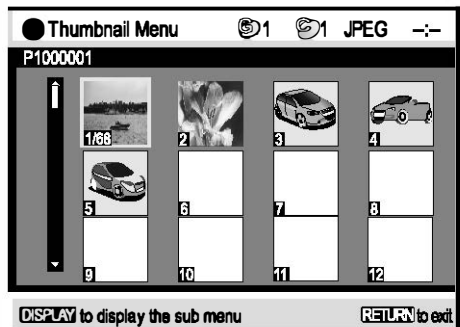 Thumbnail Menu 1 1 JPEG --:--
P1000001
1/68 2 3 4
5 6 7 8
9 10 11 12
DISPLAY to display the sub menu RETURN to exit